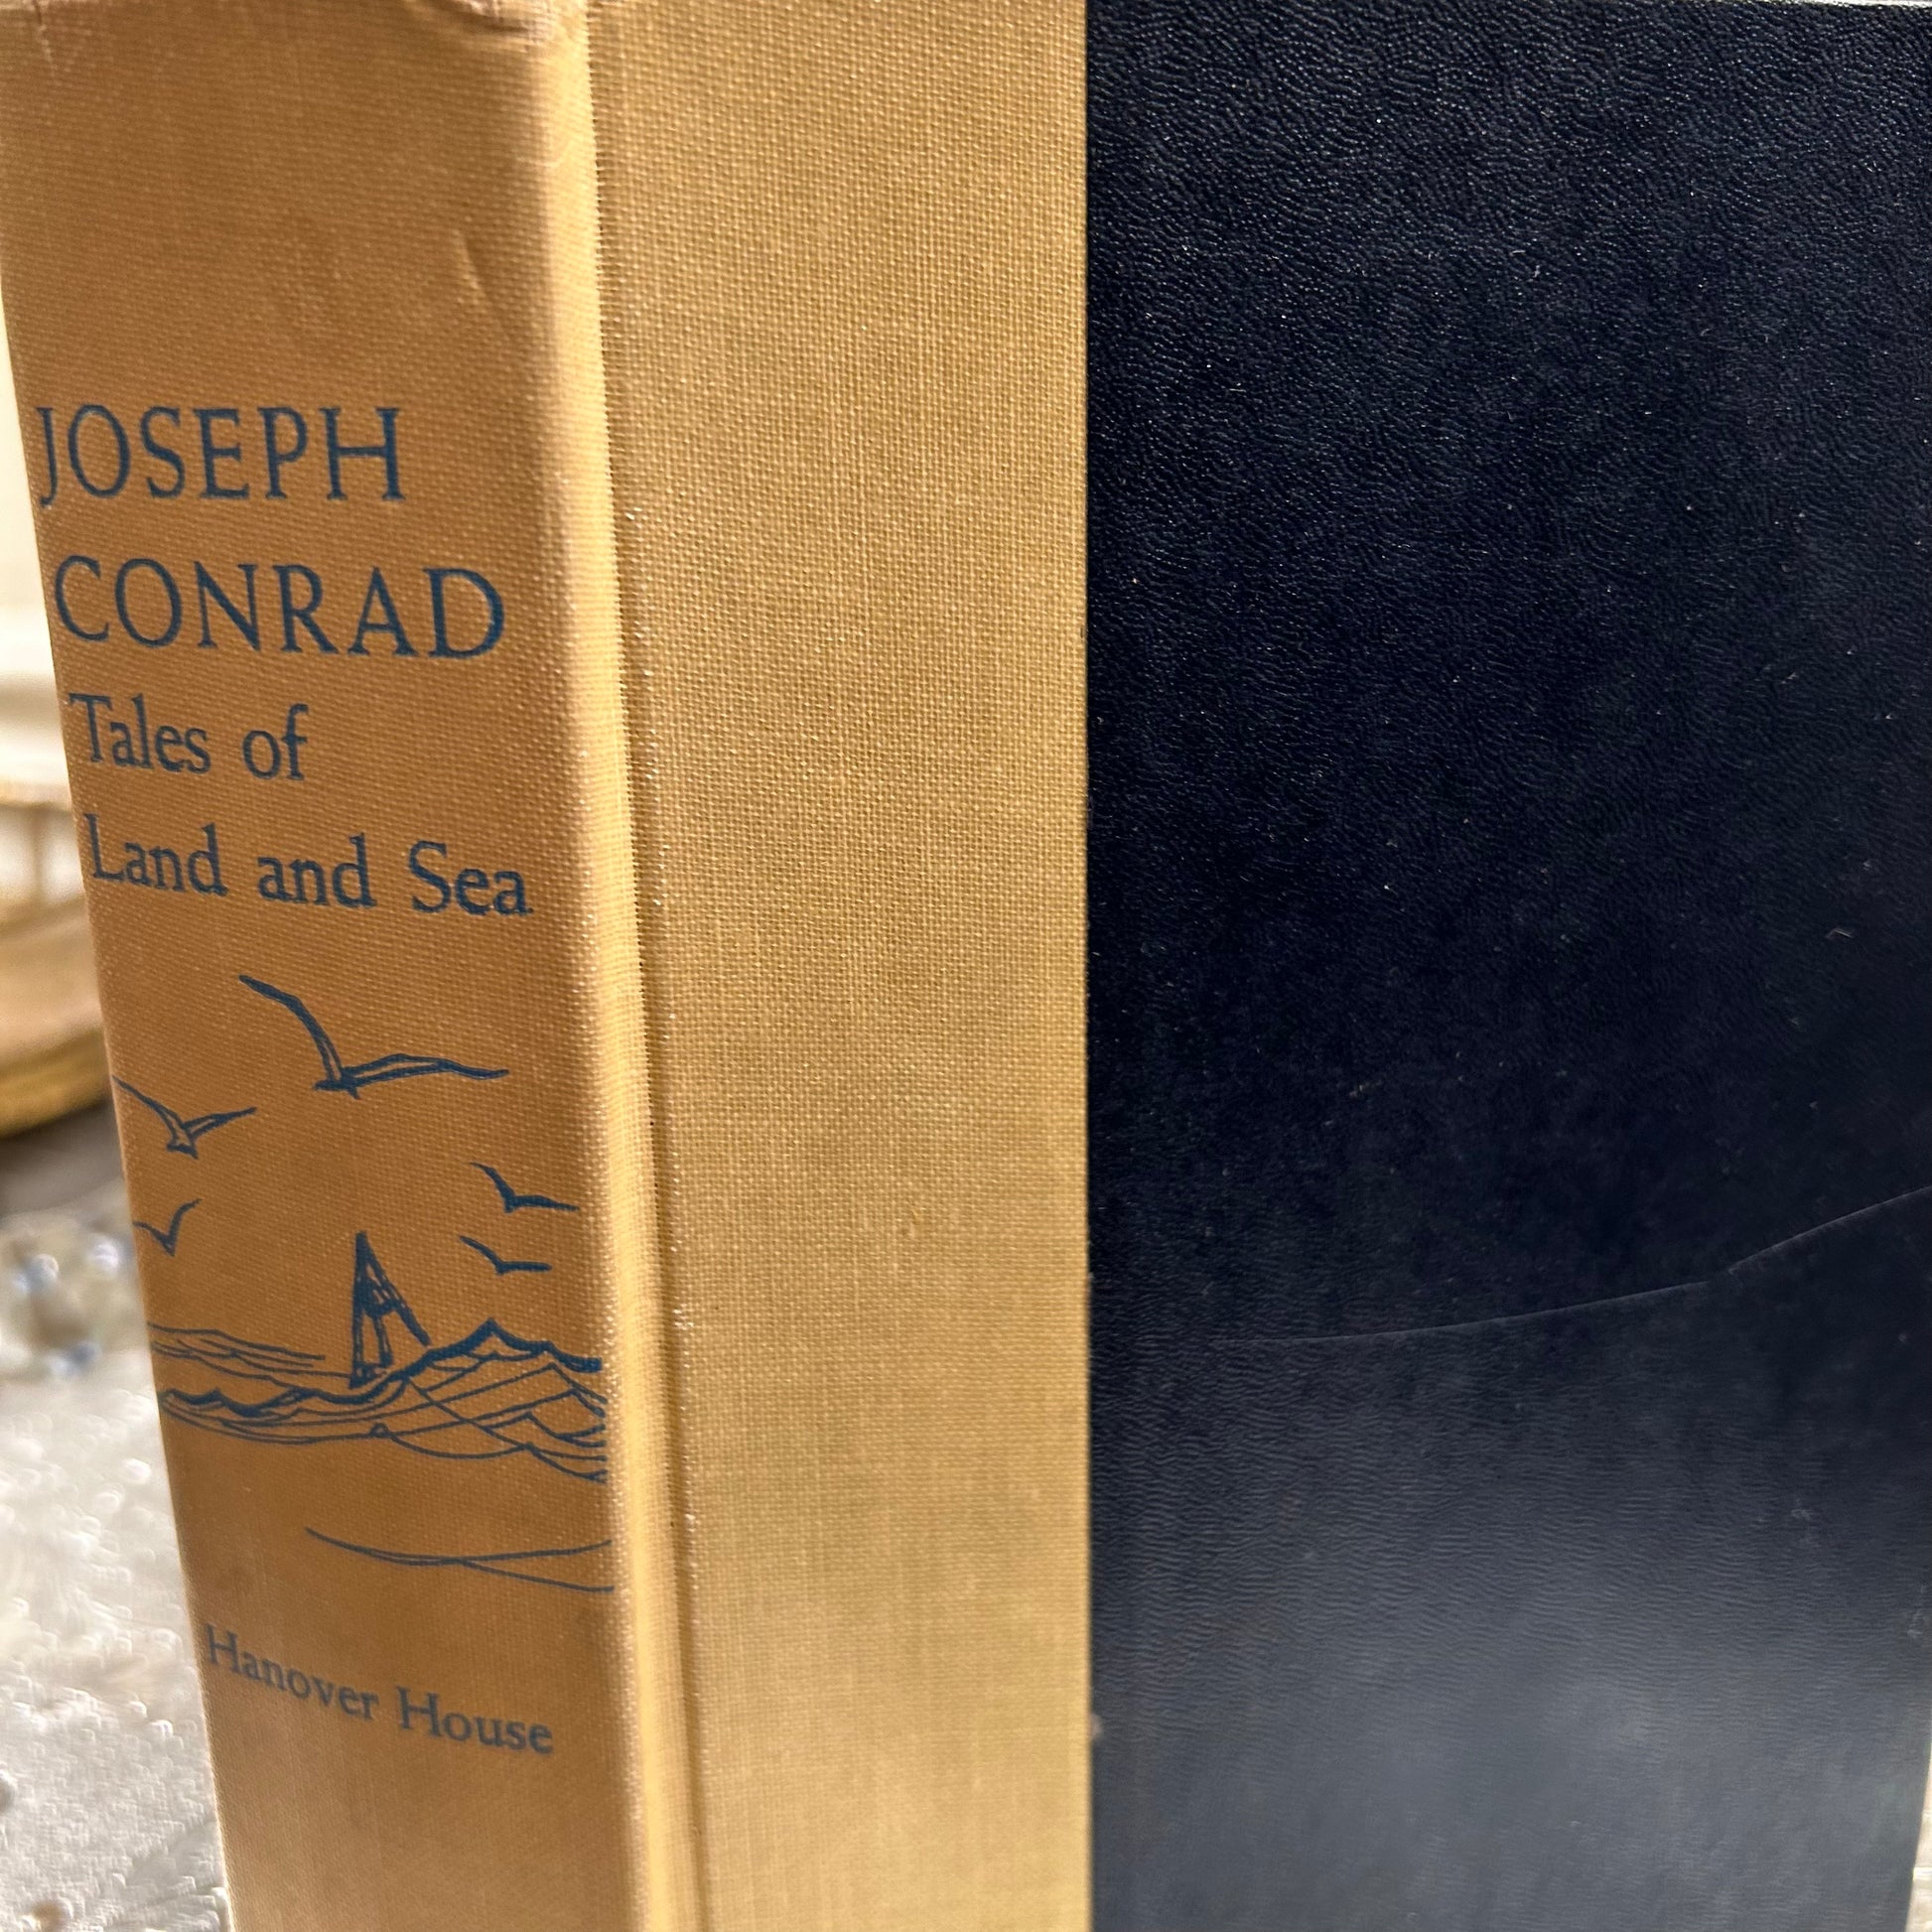 JOSEPH
CONRAD
Tales of
Land and Sea
Hanover House